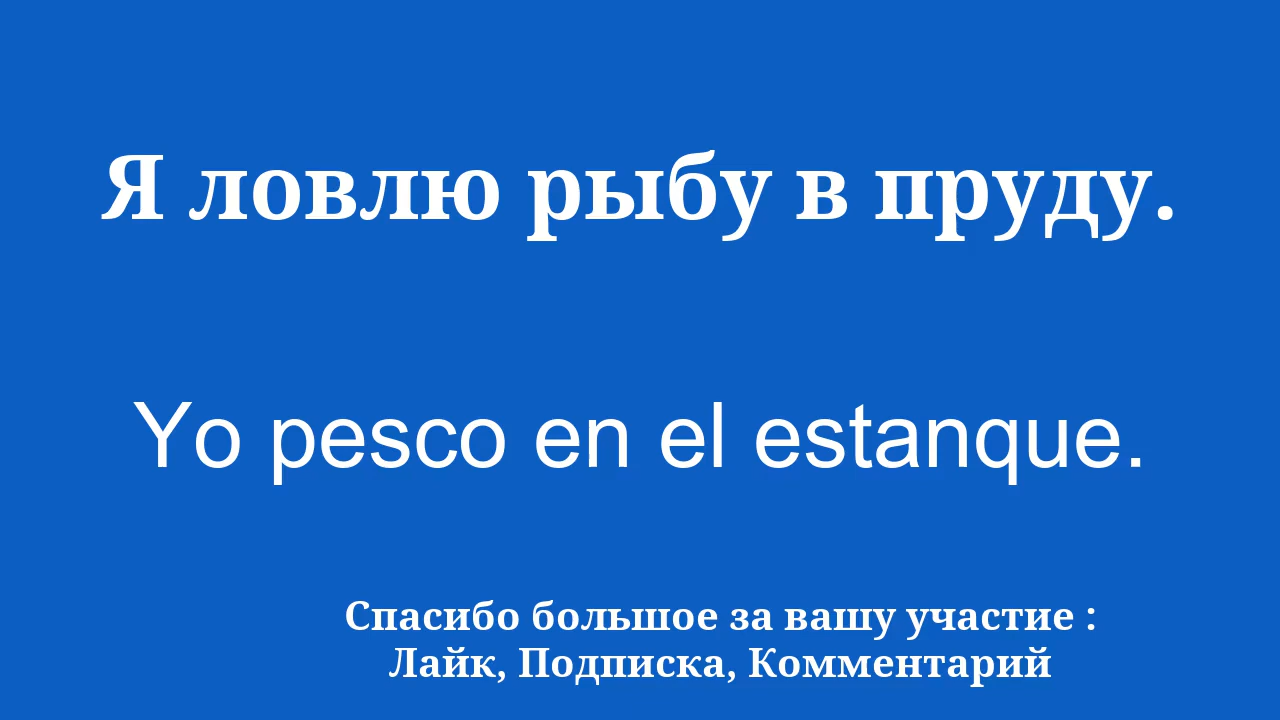 Я ловлю рыбу в пруду.
Yo pesco en el estanque.
Спасибо большое за вашу участие :
Лайк, Подписка, Комментарий